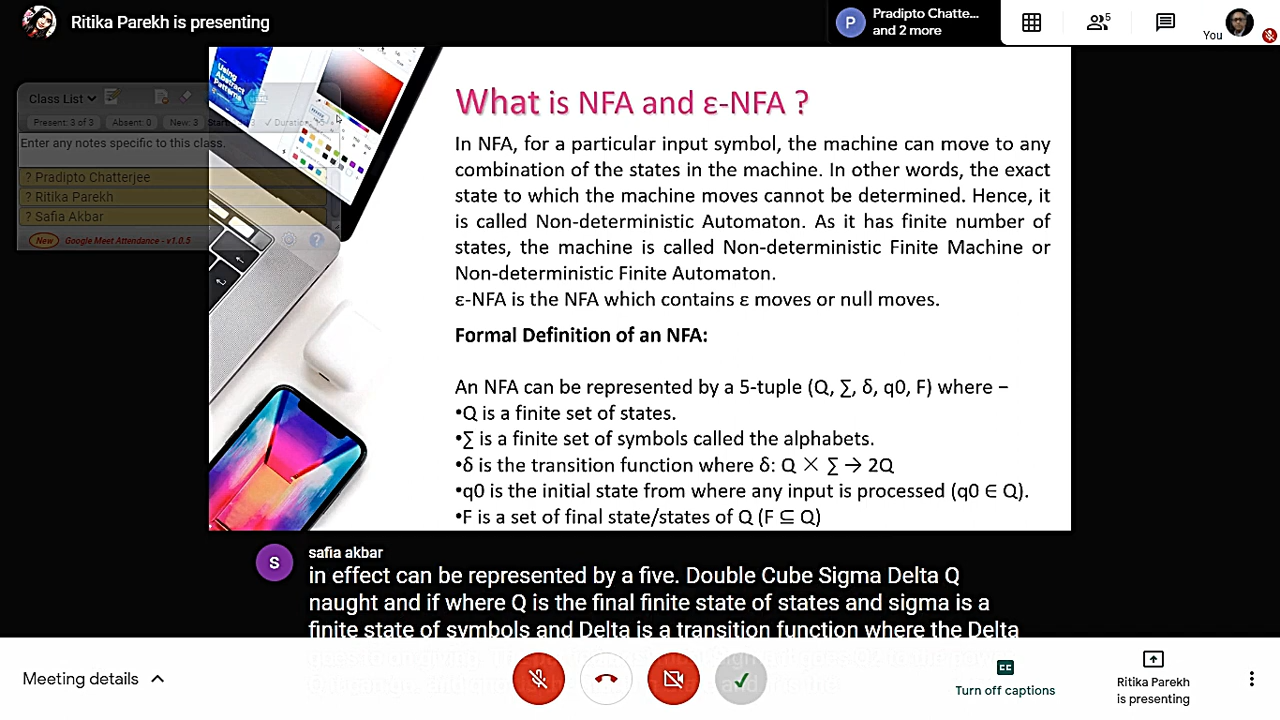 Ritika Parekh is presenting
Pradipto Chatte...
and 2 more
P
5
You
Using
Abstract
Patterns
Class List
Present: 3 of 3 Absent: 0 New: 3
Enter any notes specific to this class.
? Pradipto Chatterjee
? Ritika Parekh
? Safia Akbar
New Google Meet Attendance - v1.0.5
What is NFA and ε-NFA ?
In NFA, for a particular input symbol, the machine can move to any
combination of the states in the machine. In other words, the exact
state to which the machine moves cannot be determined. Hence, it
is called Non-deterministic Automaton. As it has finite number of
states, the machine is called Non-deterministic Finite Machine or
Non-deterministic Finite Automaton.
ε-NFA is the NFA which contains ε moves or null moves.
Formal Definition of an NFA:
An NFA can be represented by a 5-tuple (Q, ∑, δ, q0, F) where −
•Q is a finite set of states.
•∑ is a finite set of symbols called the alphabets.
•δ is the transition function where δ: Q × ∑ → 2Q
•q0 is the initial state from where any input is processed (q0 ∈ Q).
•F is a set of final state/states of Q (F ⊆ Q)
S
safia akbar
in effect can be represented by a five. Double Cube Sigma Delta Q
naught and if where Q is the final finite state of states and sigma is a
finite state of symbols and Delta is a transition function where the Delta
Meeting details
CC
Turn off captions
Ritika Parekh
is presenting